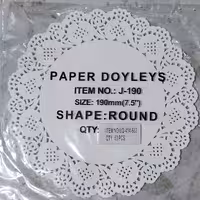 PAPER DOYLEYS
ITEM NO.: J-190
SIZE: 190mm(7.5")
SHAPE:ROUND
QTY: